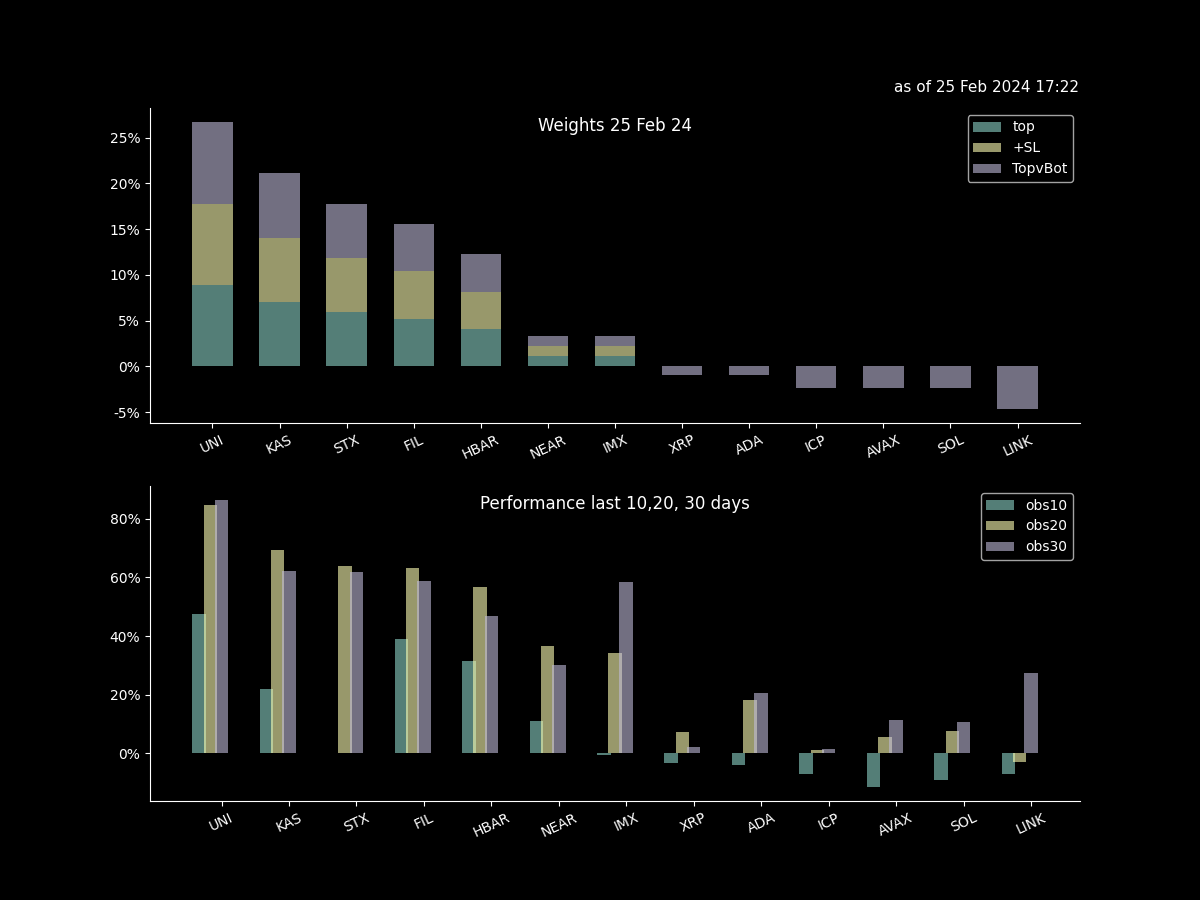 as of 25 Feb 2024 17:22
Weights 25 Feb 24
top
+SL
TopvBot
25%
20%
15%
10%
5%
0%
-5%
UNI KAS STX FIL HBAR NEAR IMX XRP ADA ICP AVAX SOL LINK
Performance last 10,20, 30 days
obs10
obs20
obs30
80%
60%
40%
20%
0%
UNI KAS STX FIL HBAR NEAR IMX XRP ADA ICP AVAX SOL LINK